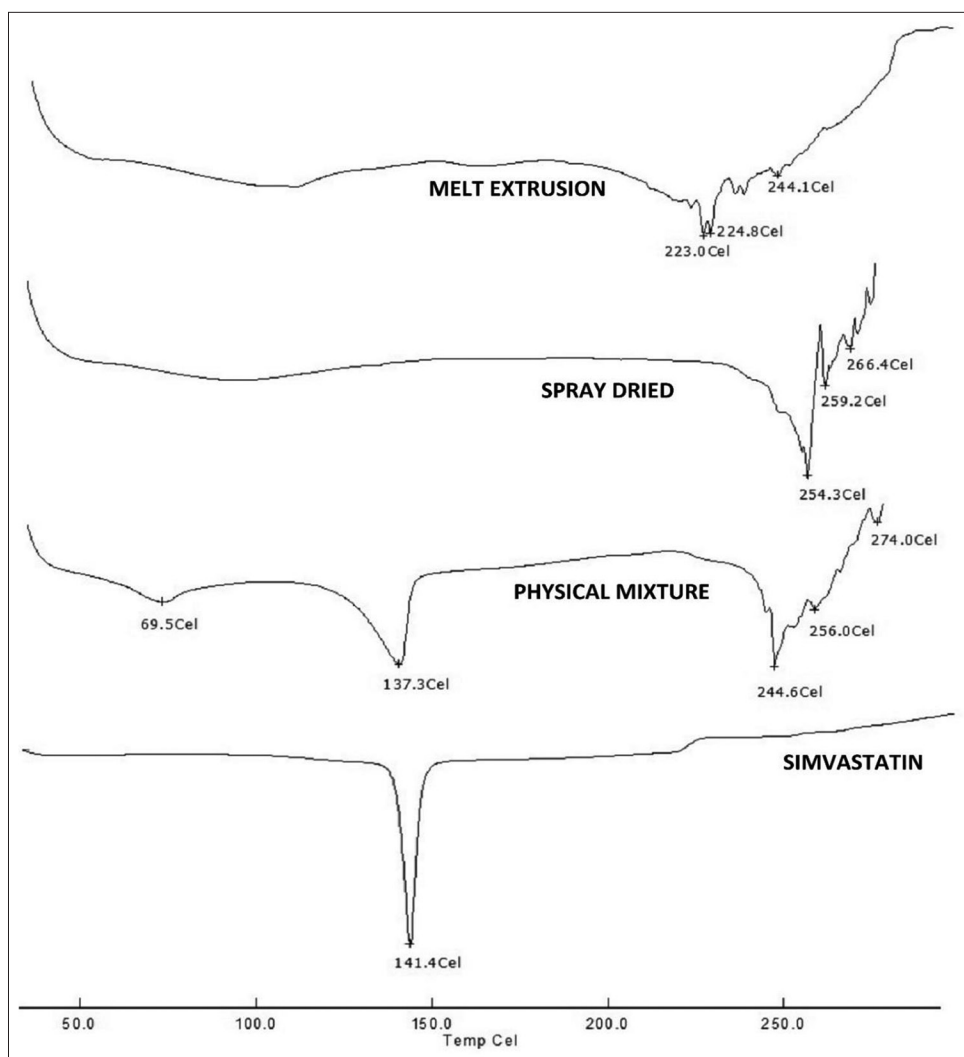 MELT EXTRUSION
244.1Cel
224.8Cel
223.0Cel
SPRAY DRIED
266.4Cel
259.2Cel
254.3Cel
PHYSICAL MIXTURE
274.0Cel
69.5Cel
256.0Cel
137.3Cel
244.6Cel
SIMVASTATIN
141.4Cel
50.0 100.0 150.0 200.0 250.0
Temp Cel